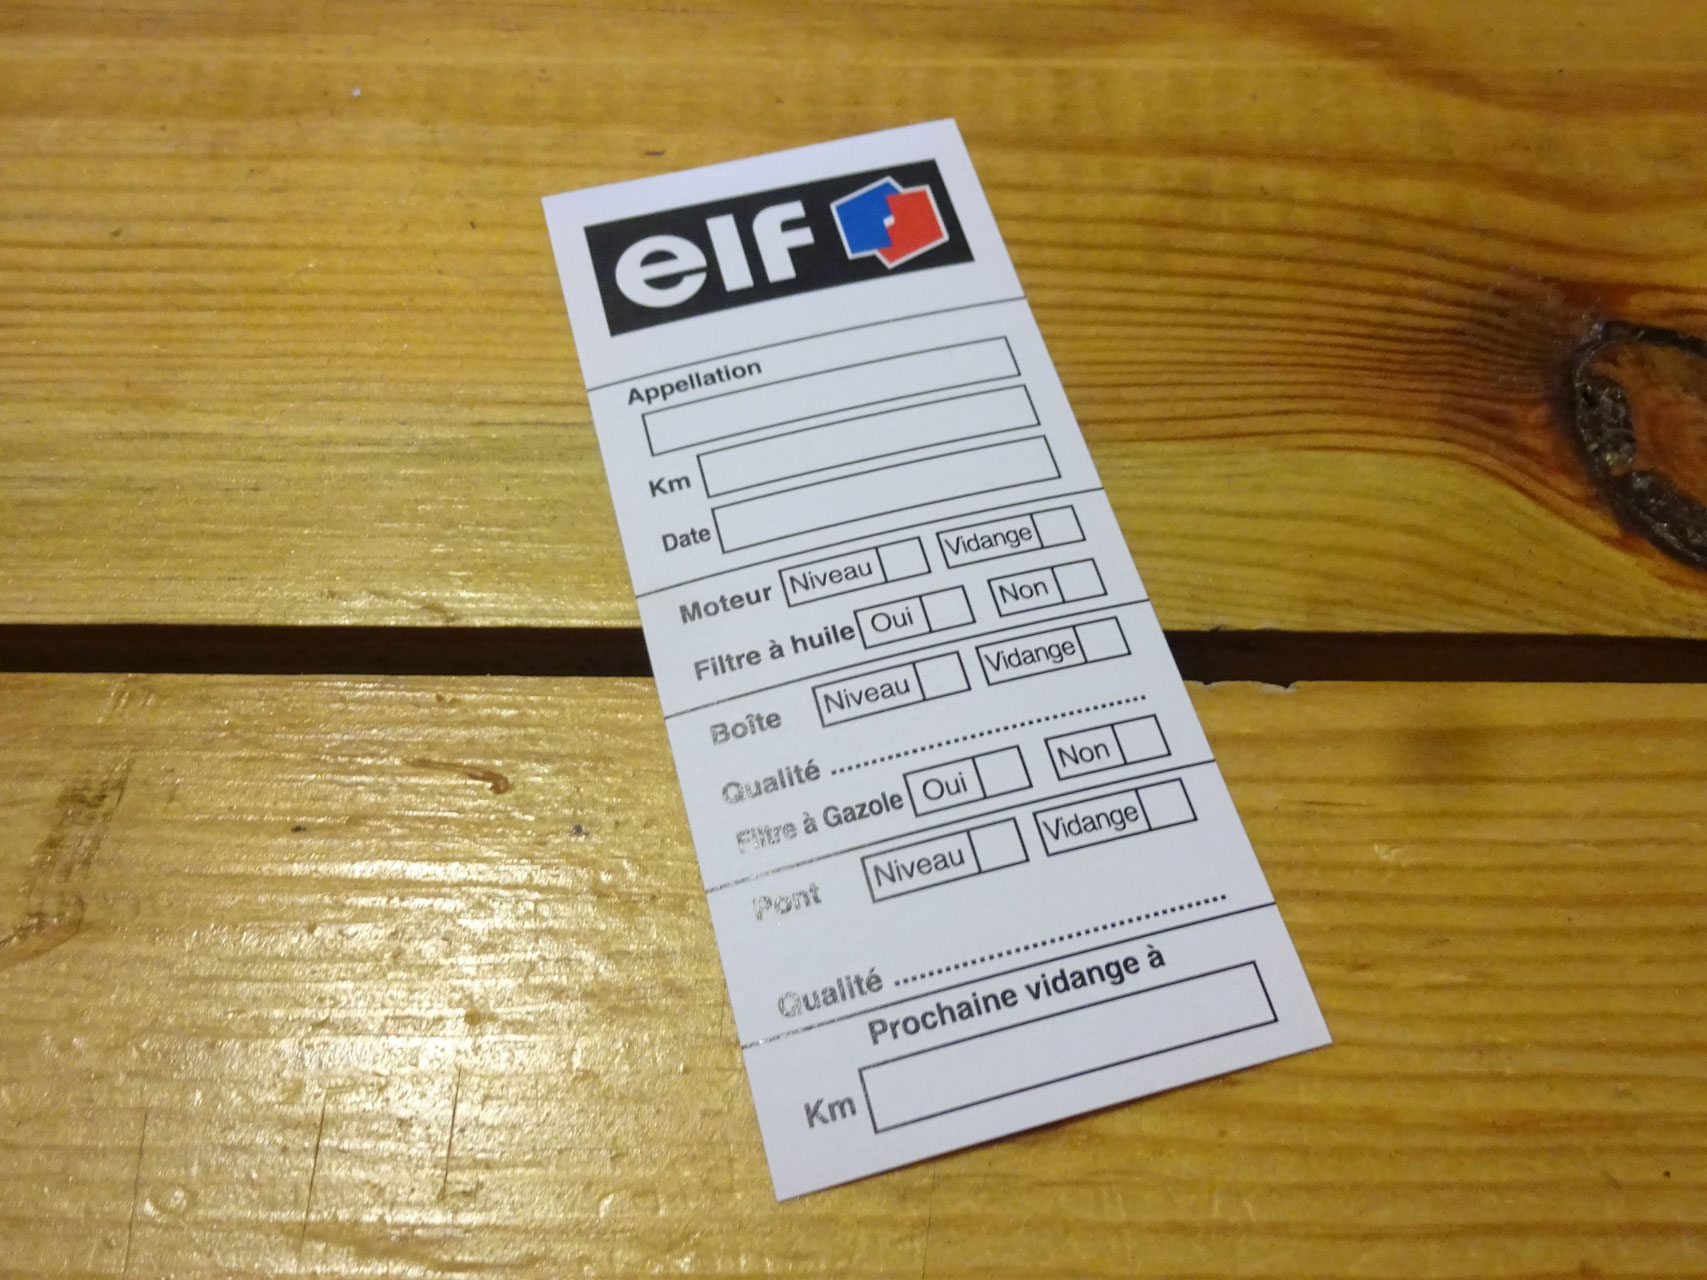 elf
Appellation
Km
Date
Moteur Niveau Vidange
Filtre à huile Oui Non
Boîte Niveau Vidange
Qualité ........................................
Filtre à Gazole Oui Non
Pont Niveau Vidange
Qualité ........................................
Prochaine vidange à
Km